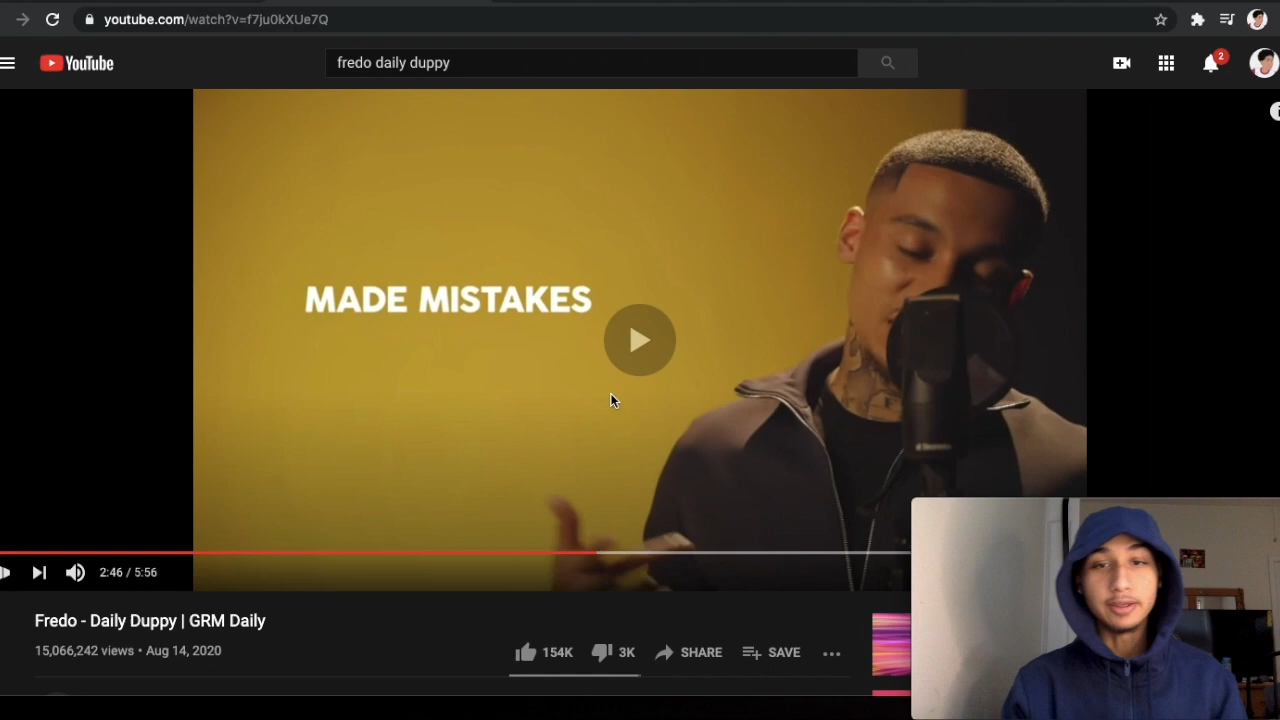 youtube.com/watch?v=f7ju0kXUe7Q
YouTube
fredo daily duppy
2
MADE MISTAKES
2:46 / 5:56
Fredo - Daily Duppy | GRM Daily
15,066,242 views • Aug 14, 2020
154K
3K
SHARE
SAVE